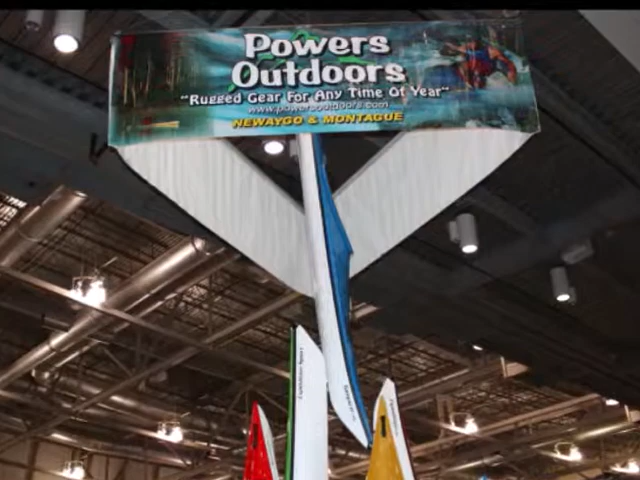 Powers
Outdoors
"Rugged Gear For Any Time Of Year"
www.powersoutdoors.com
NEWAYGO & MONTAGUE